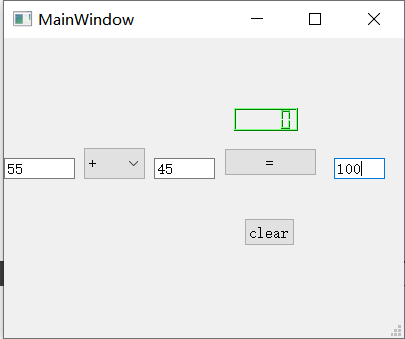 MainWindow
0
55 + 45 = 100
clear